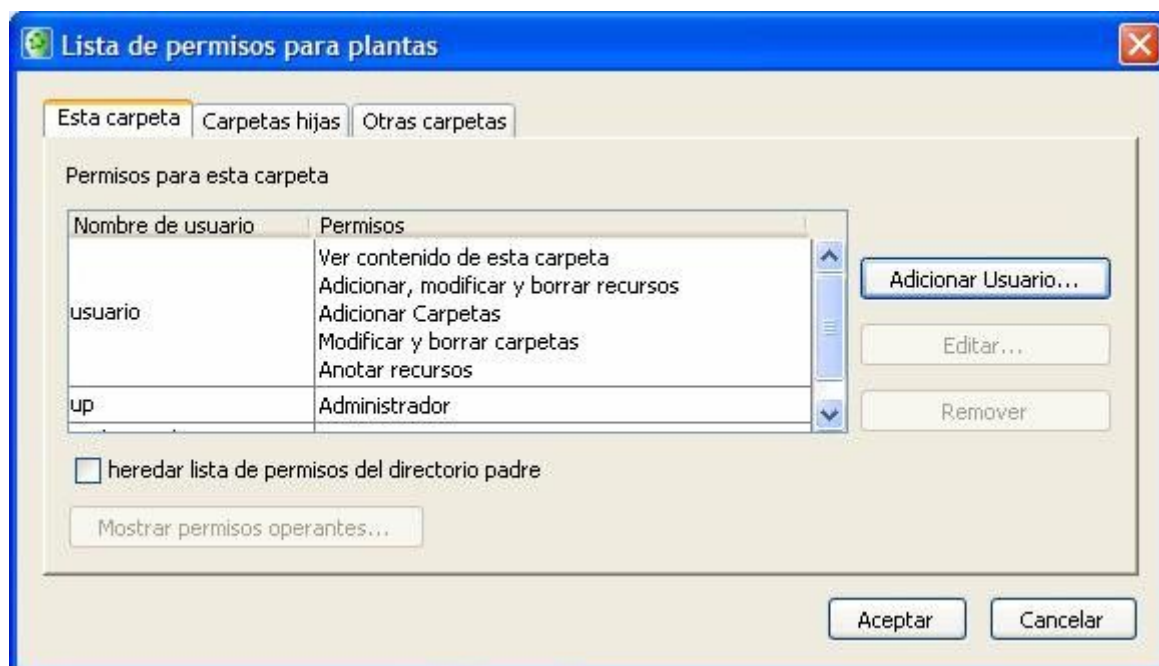 Lista de permisos para plantas
Esta carpeta Carpetas hijas Otras carpetas
Permisos para esta carpeta
Nombre de usuario Permisos
Ver contenido de esta carpeta
Adicionar, modificar y borrar recursos
usuario Adicionar Carpetas
Modificar y borrar carpetas
Anotar recursos
up Administrador
Adicionar Usuario...
Editar...
Remover
heredar lista de permisos del directorio padre
Mostrar permisos operantes...
Aceptar Cancelar